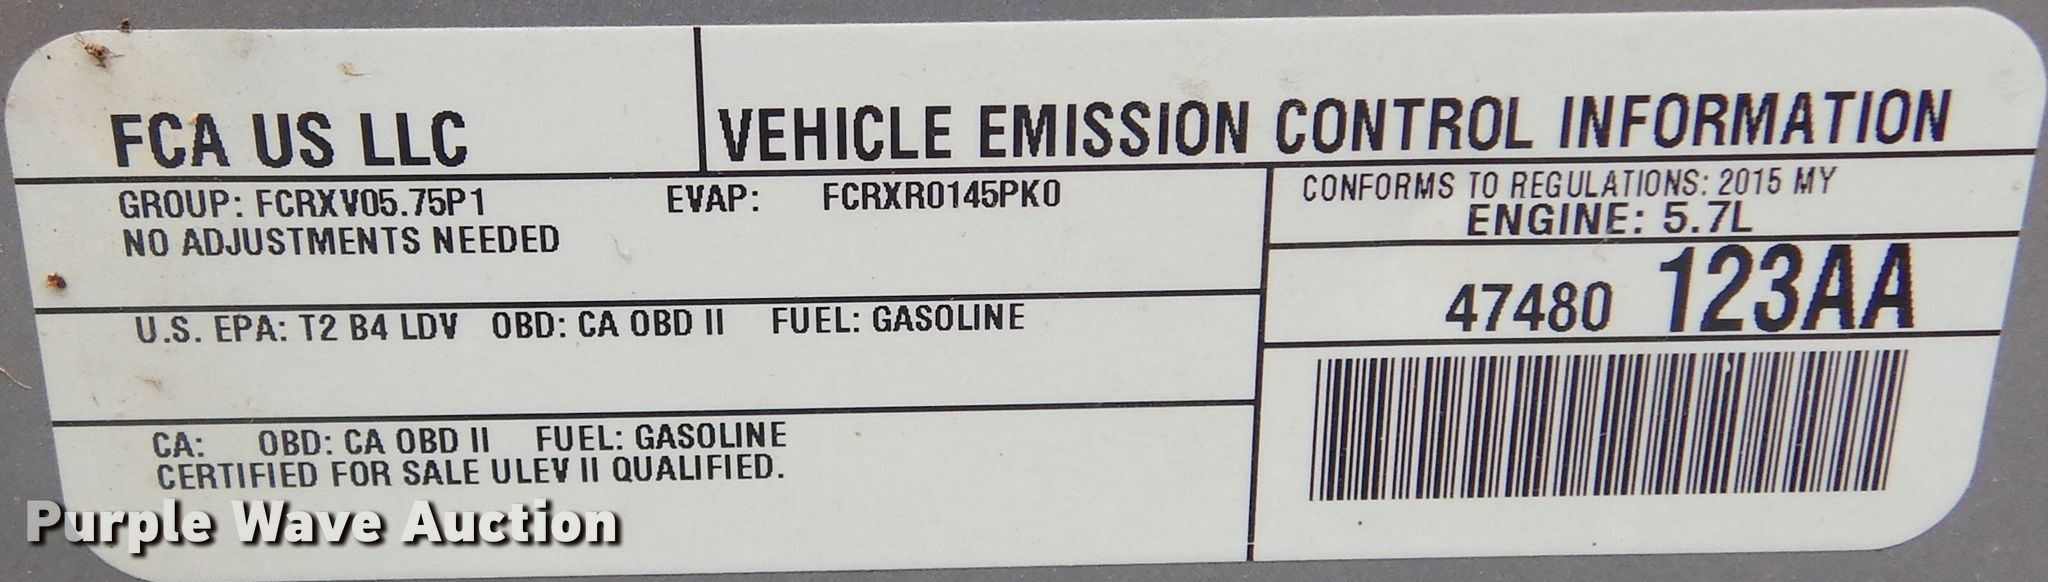 FCA US LLC
VEHICLE EMISSION CONTROL INFORMATION
GROUP: FCRXV05.75P1 EVAP: FCRXR0145PK0
NO ADJUSTMENTS NEEDED
CONFORMS TO REGULATIONS: 2015 MY
ENGINE: 5.7L
47480 123AA
U.S. EPA: T2 B4 LDV OBD: CA OBD II FUEL: GASOLINE
CA: OBD: CA OBD II FUEL: GASOLINE
CERTIFIED FOR SALE ULEV II QUALIFIED.
Purple Wave Auction